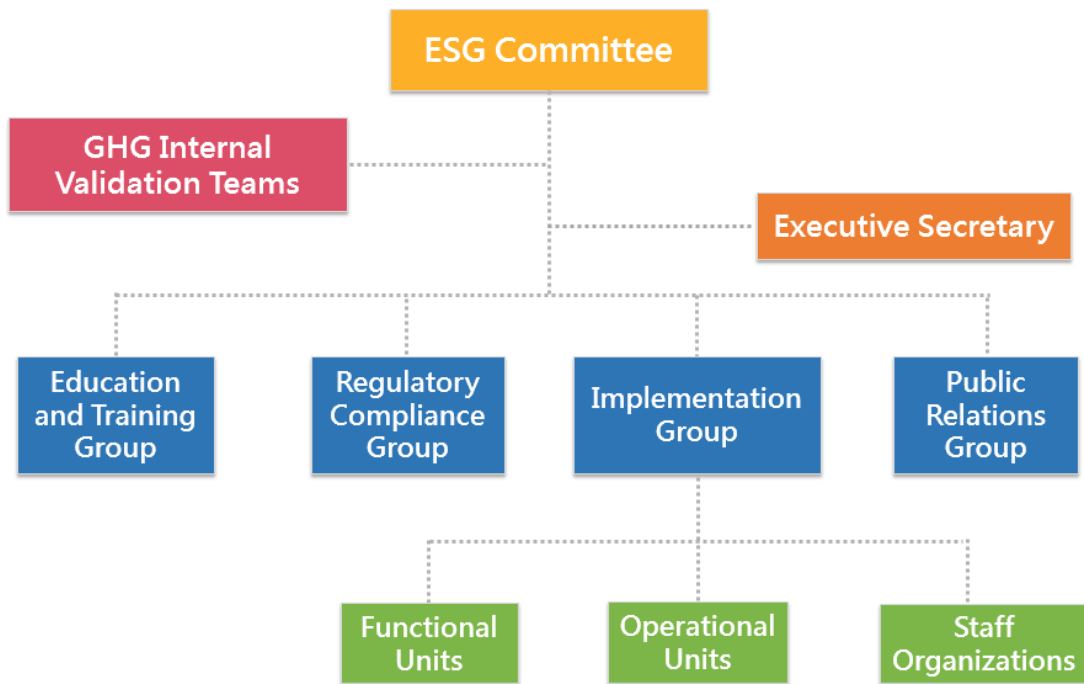 ESG Committee
GHG Internal
Validation Teams
Executive Secretary
Education
and Training
Group
Regulatory
Compliance
Group
Implementation
Group
Public
Relations
Group
Functional
Units
Operational
Units
Staff
Organizations